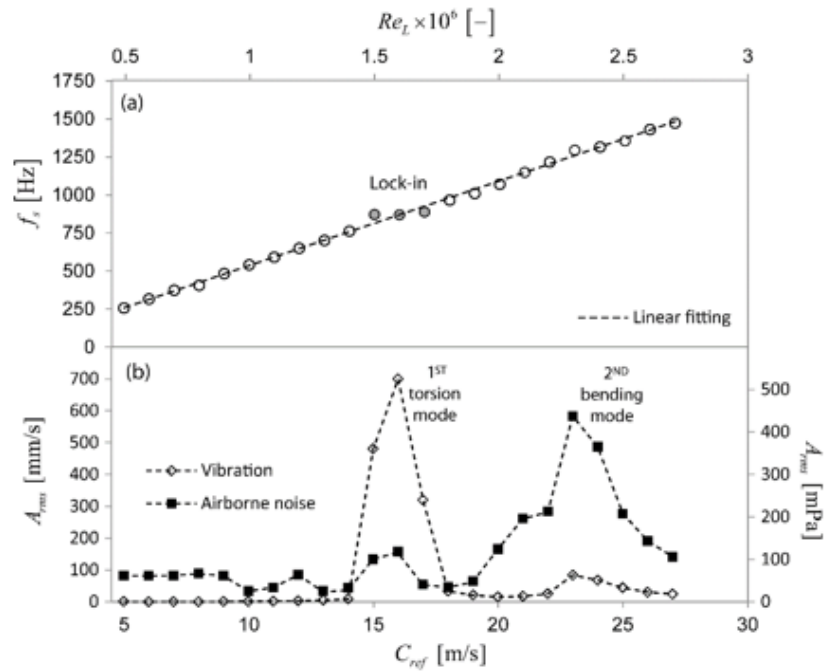 Re_L ×10^6 [–]
0.5 1 1.5 2 2.5 3
(a)
1750
1500
1250
1000
750
500
250
0
f_s [Hz]
Lock-in
Linear fitting
(b)
700
600
500
400
300
200
100
0
A_rms [mm/s]
1ST
torsion
mode
2ND
bending
mode
Vibration
Airborne noise
500
400
300
200
100
0
A_rms [mPa]
5 10 15 20 25 30
C_ref [m/s]